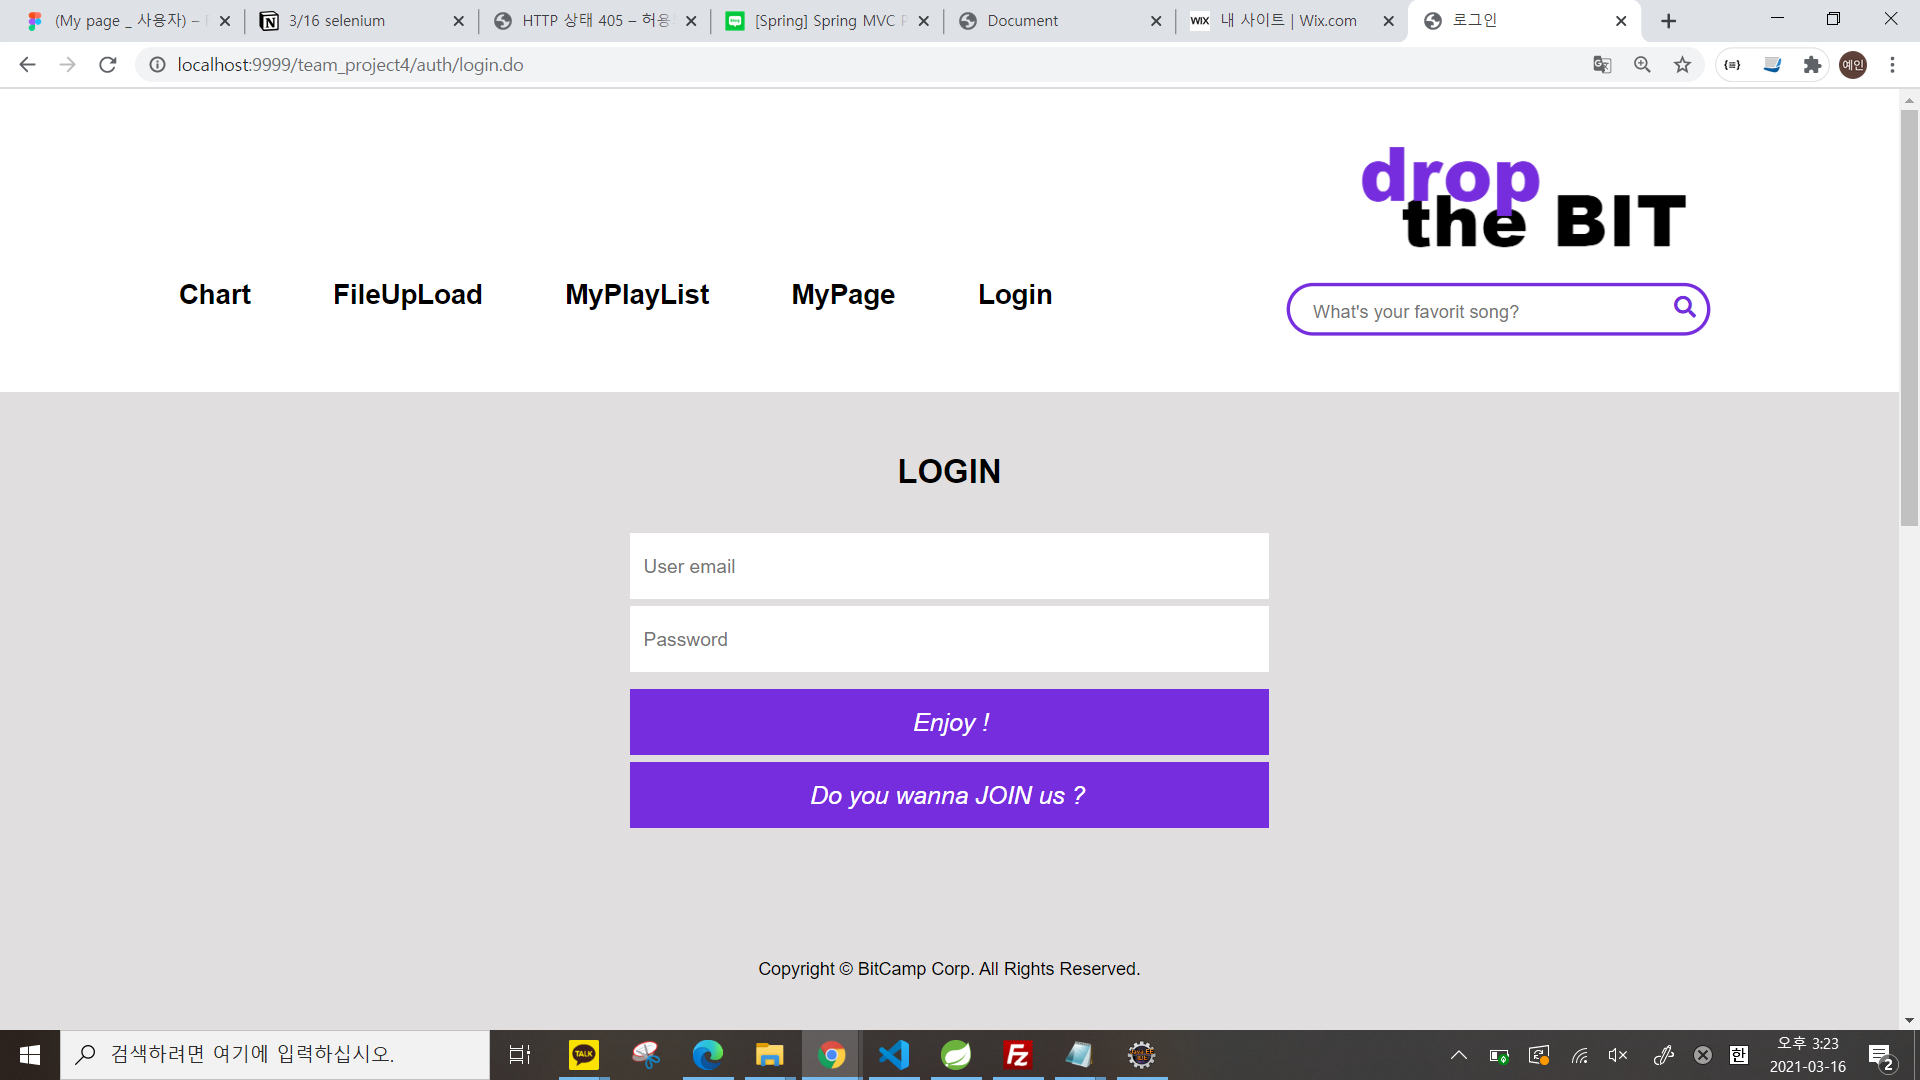 (My page _ 사용자) –
3/16 selenium
HTTP 상태 405 – 허용
[Spring] Spring MVC
Document
WIX 내 사이트 | Wix.com
로그인
localhost:9999/team_project4/auth/login.do
예인
drop
the BIT
Chart FileUpLoad MyPlayList MyPage Login
What's your favorit song?
LOGIN
User email
Password
Enjoy !
Do you wanna JOIN us ?
Copyright © BitCamp Corp. All Rights Reserved.
검색하려면 여기에 입력하십시오.
TALK
Fz
한
오후 3:23
2021-03-16
2